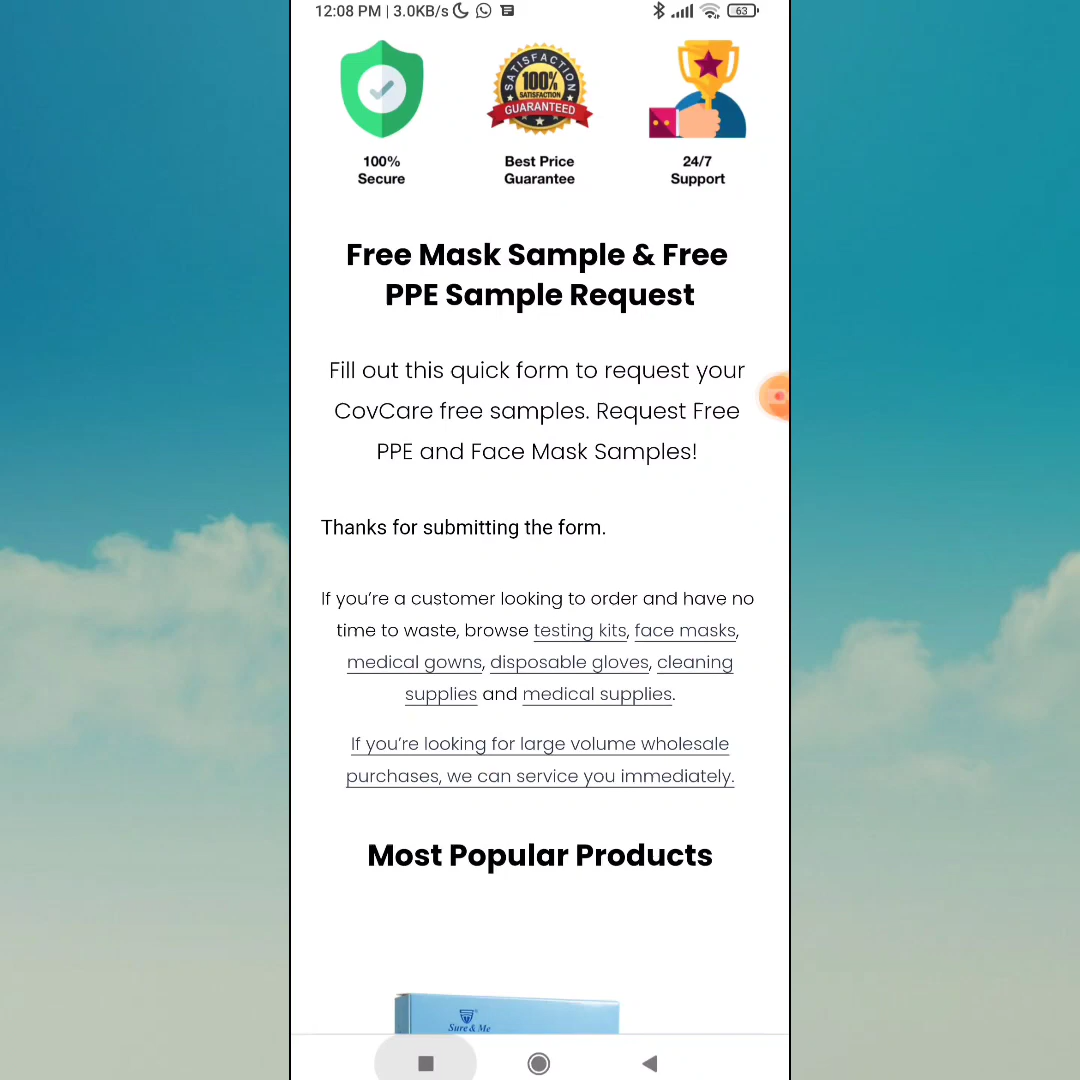 12:08 PM | 3.0KB/s
63
SATISFACTION
100%
SATISFACTION
GUARANTEED
100%
Secure
Best Price
Guarantee
24/7
Support
Free Mask Sample & Free
PPE Sample Request
Fill out this quick form to request your
CovCare free samples. Request Free
PPE and Face Mask Samples!
Thanks for submitting the form.
If you’re a customer looking to order and have no
time to waste, browse testing kits, face masks,
medical gowns, disposable gloves, cleaning
supplies and medical supplies.
If you’re looking for large volume wholesale
purchases, we can service you immediately.
Most Popular Products
Sure & Me